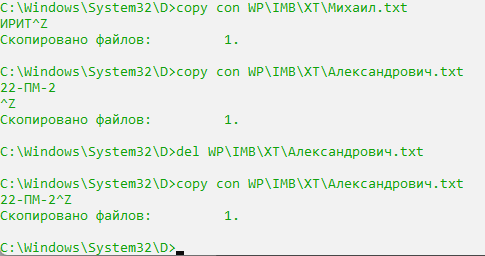 C:\Windows\System32\D>copy con WP\IMB\XT\Михаил.txt
ИРИТ^Z
Скопировано файлов:         1.
C:\Windows\System32\D>copy con WP\IMB\XT\Александрович.txt
22-ПМ-2
^Z
Скопировано файлов:         1.
C:\Windows\System32\D>del WP\IMB\XT\Александрович.txt
C:\Windows\System32\D>copy con WP\IMB\XT\Александрович.txt
22-ПМ-2^Z
Скопировано файлов:         1.
C:\Windows\System32\D>